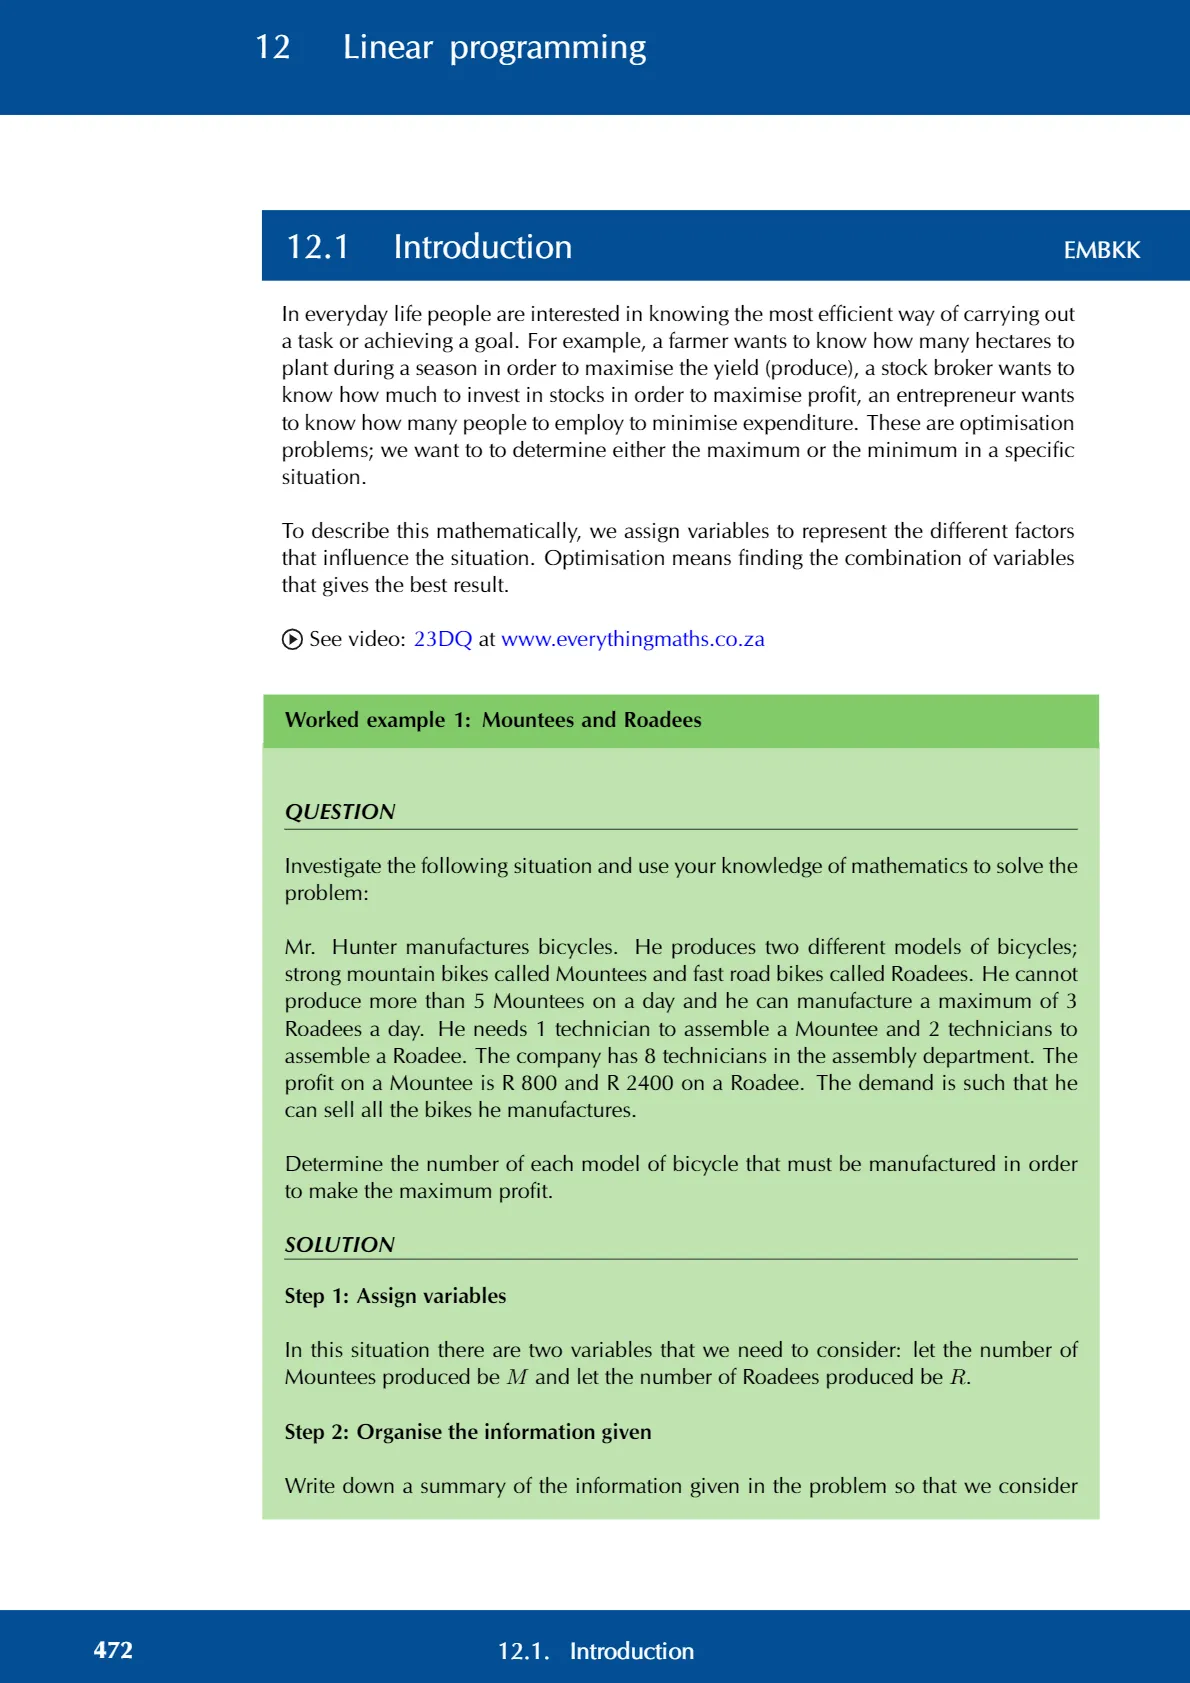 12 Linear programming
12.1 Introduction EMBKK
In everyday life people are interested in knowing the most efficient way of carrying out
a task or achieving a goal. For example, a farmer wants to know how many hectares to
plant during a season in order to maximise the yield (produce), a stock broker wants to
know how much to invest in stocks in order to maximise profit, an entrepreneur wants
to know how many people to employ to minimise expenditure. These are optimisation
problems; we want to to determine either the maximum or the minimum in a specific
situation.
To describe this mathematically, we assign variables to represent the different factors
that influence the situation. Optimisation means finding the combination of variables
that gives the best result.
See video: 23DQ at www.everythingmaths.co.za
Worked example 1: Mountees and Roadees
QUESTION
Investigate the following situation and use your knowledge of mathematics to solve the
problem:
Mr. Hunter manufactures bicycles. He produces two different models of bicycles;
strong mountain bikes called Mountees and fast road bikes called Roadees. He cannot
produce more than 5 Mountees on a day and he can manufacture a maximum of 3
Roadees a day. He needs 1 technician to assemble a Mountee and 2 technicians to
assemble a Roadee. The company has 8 technicians in the assembly department. The
profit on a Mountee is R 800 and R 2400 on a Roadee. The demand is such that he
can sell all the bikes he manufactures.
Determine the number of each model of bicycle that must be manufactured in order
to make the maximum profit.
SOLUTION
Step 1: Assign variables
In this situation there are two variables that we need to consider: let the number of
Mountees produced be M and let the number of Roadees produced be R.
Step 2: Organise the information given
Write down a summary of the information given in the problem so that we consider
472 12.1. Introduction